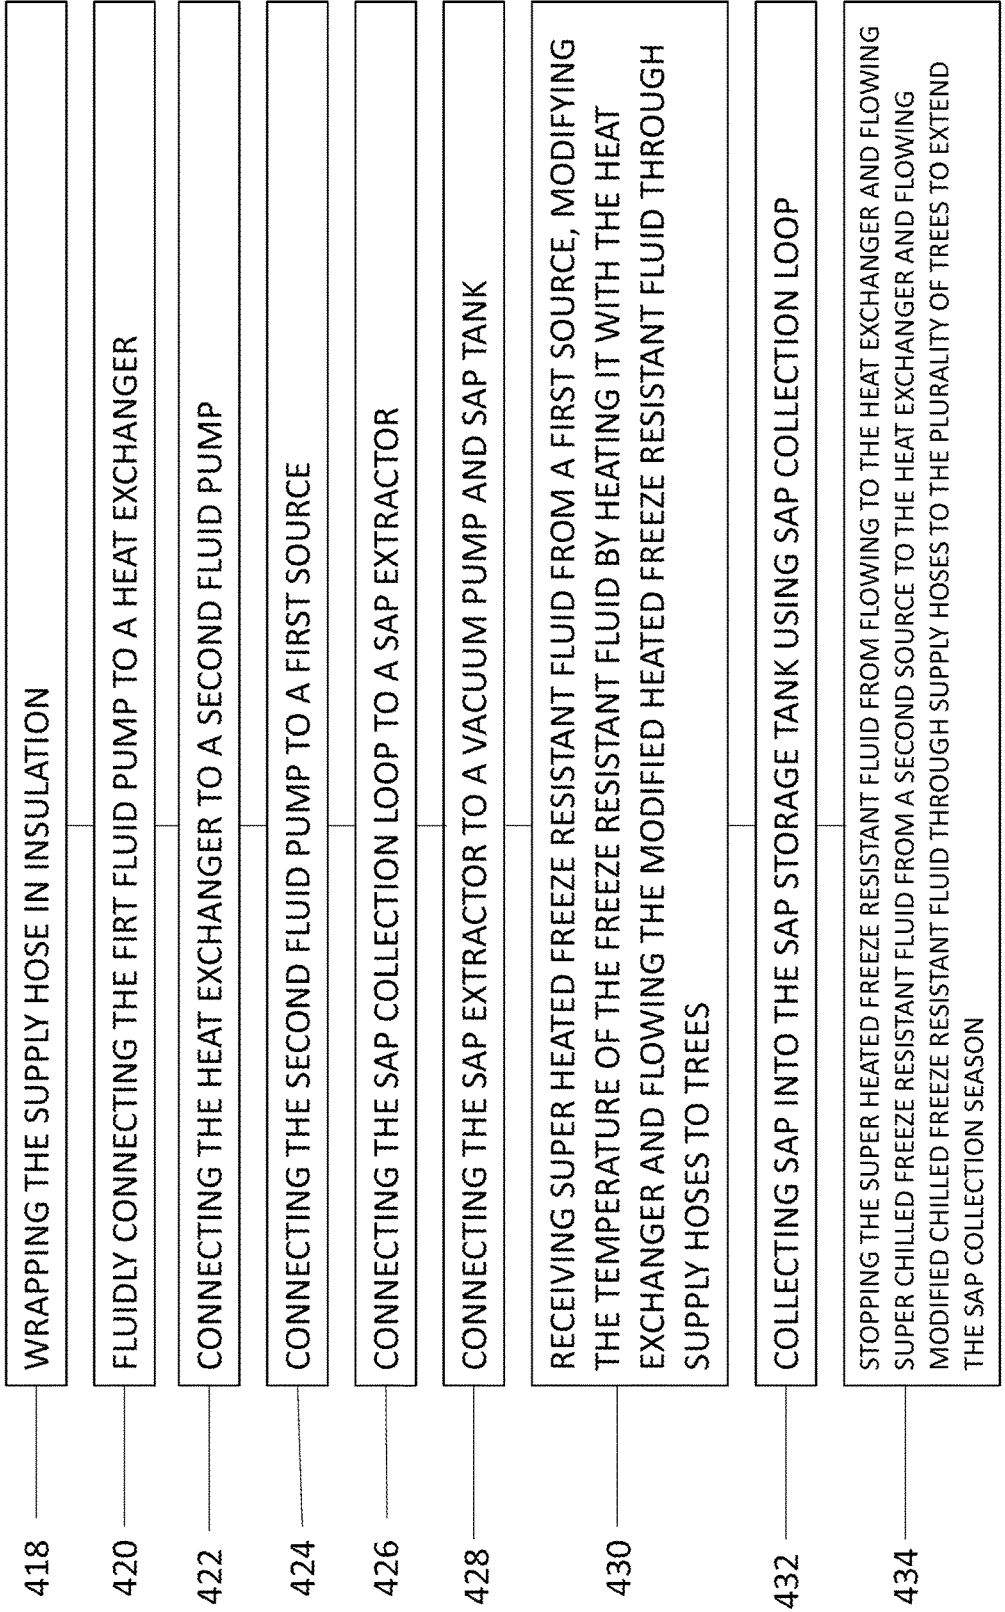 418 WRAPPING THE SUPPLY HOSE IN INSULATION
420 FLUIDLY CONNECTING THE FIRT FLUID PUMP TO A HEAT EXCHANGER
422 CONNECTING THE HEAT EXCHANGER TO A SECOND FLUID PUMP
424 CONNECTING THE SECOND FLUID PUMP TO A FIRST SOURCE
426 CONNECTING THE SAP COLLECTION LOOP TO A SAP EXTRACTOR
428 CONNECTING THE SAP EXTRACTOR TO A VACUUM PUMP AND SAP TANK
430 RECEIVING SUPER HEATED FREEZE RESISTANT FLUID FROM A FIRST SOURCE, MODIFYING
THE TEMPERATURE OF THE FREEZE RESISTANT FLUID BY HEATING IT WITH THE HEAT
EXCHANGER AND FLOWING THE MODIFIED HEATED FREEZE RESISTANT FLUID THROUGH
SUPPLY HOSES TO TREES
432 COLLECTING SAP INTO THE SAP STORAGE TANK USING SAP COLLECTION LOOP
434 STOPPING THE SUPER HEATED FREEZE RESISTANT FLUID FROM FLOWING TO THE HEAT EXCHANGER AND FLOWING
SUPER CHILLED FREEZE RESISTANT FLUID FROM A SECOND SOURCE TO THE HEAT EXCHANGER AND FLOWING
MODIFIED CHILLED FREEZE RESISTANT FLUID THROUGH SUPPLY HOSES TO THE PLURALITY OF TREES TO EXTEND
THE SAP COLLECTION SEASON